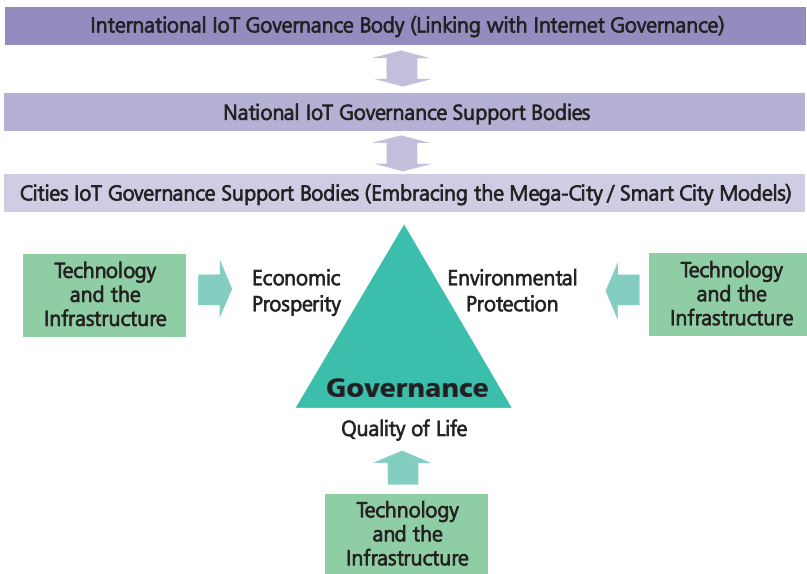 International IoT Governance Body (Linking with Internet Governance)
National IoT Governance Support Bodies
Cities IoT Governance Support Bodies (Embracing the Mega-City / Smart City Models)
Technology
and the
Infrastructure
Economic
Prosperity
Environmental
Protection
Technology
and the
Infrastructure
Governance
Quality of Life
Technology
and the
Infrastructure